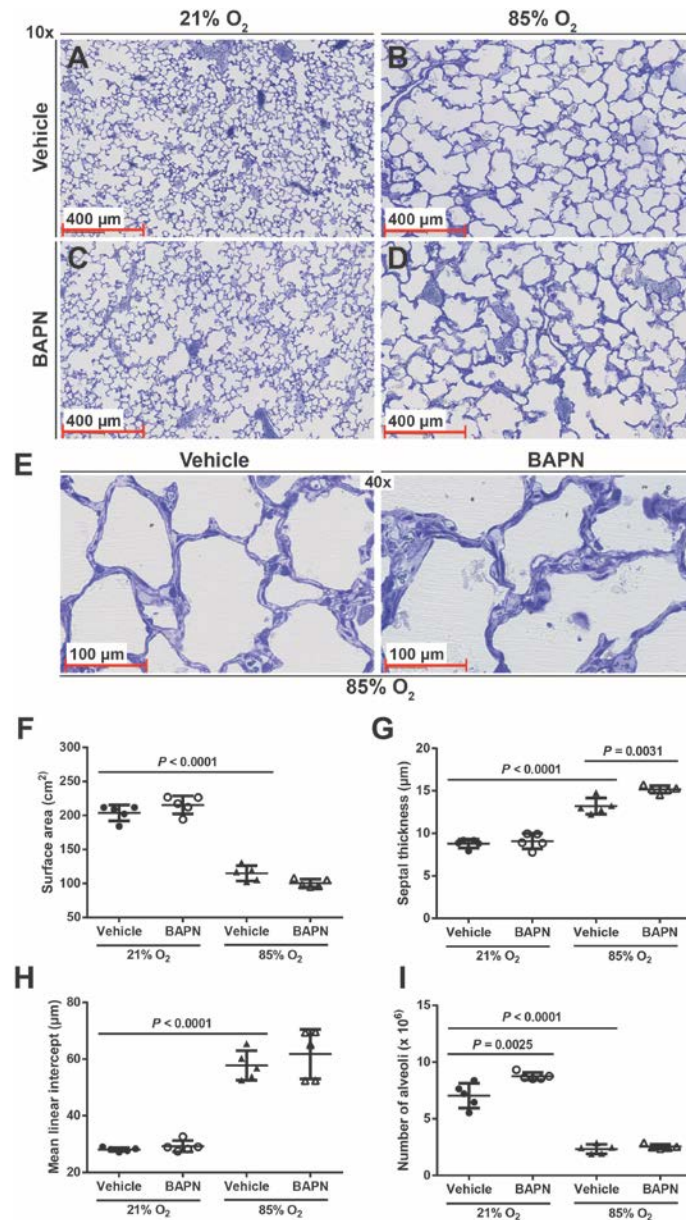 21% O₂ 85% O₂
10x
Vehicle
A B
400 µm 400 µm
BAPN
C D
400 µm 400 µm
E Vehicle BAPN
40x
100 µm 100 µm
85% O₂
F
Surface area (cm²)
300
250
200
150
100
50
P < 0.0001
Vehicle BAPN Vehicle BAPN
21% O₂ 85% O₂
G
Septal thickness (µm)
20
15
10
5
0
P = 0.0031
P < 0.0001
Vehicle BAPN Vehicle BAPN
21% O₂ 85% O₂
H
Mean linear intercept (µm)
80
60
40
20
P < 0.0001
Vehicle BAPN Vehicle BAPN
21% O₂ 85% O₂
I
Number of alveoli (x 10⁶)
15
10
5
0
P < 0.0001
P = 0.0025
Vehicle BAPN Vehicle BAPN
21% O₂ 85% O₂